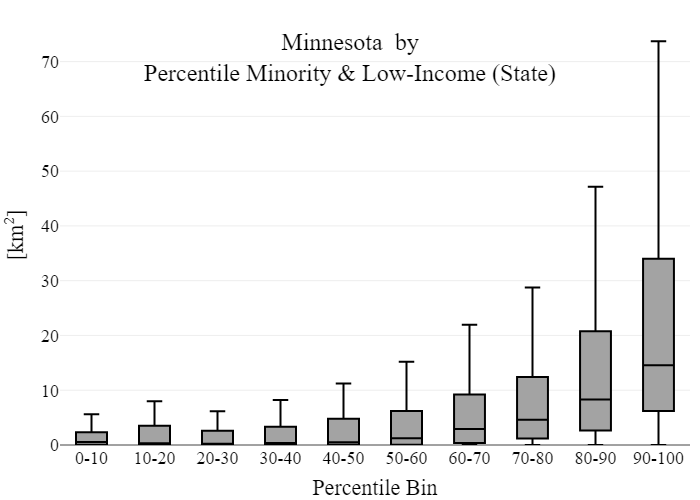 Minnesota by
Percentile Minority & Low-Income (State)
[km²]
70
60
50
40
30
20
10
0
0-10 10-20 20-30 30-40 40-50 50-60 60-70 70-80 80-90 90-100
Percentile Bin